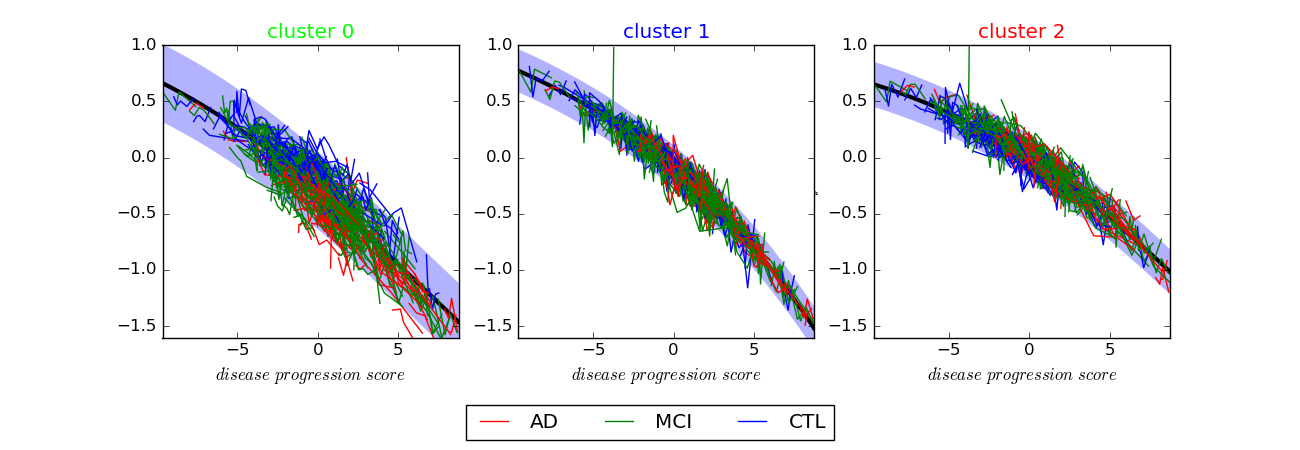 cluster 0 cluster 1 cluster 2
1.0 1.0 1.0
0.5 0.5 0.5
0.0 0.0 0.0
−0.5 −0.5 −0.5
−1.0 −1.0 −1.0
−1.5 −1.5 −1.5
−5 0 5 −5 0 5 −5 0 5
disease progression score disease progression score disease progression score
AD MCI CTL